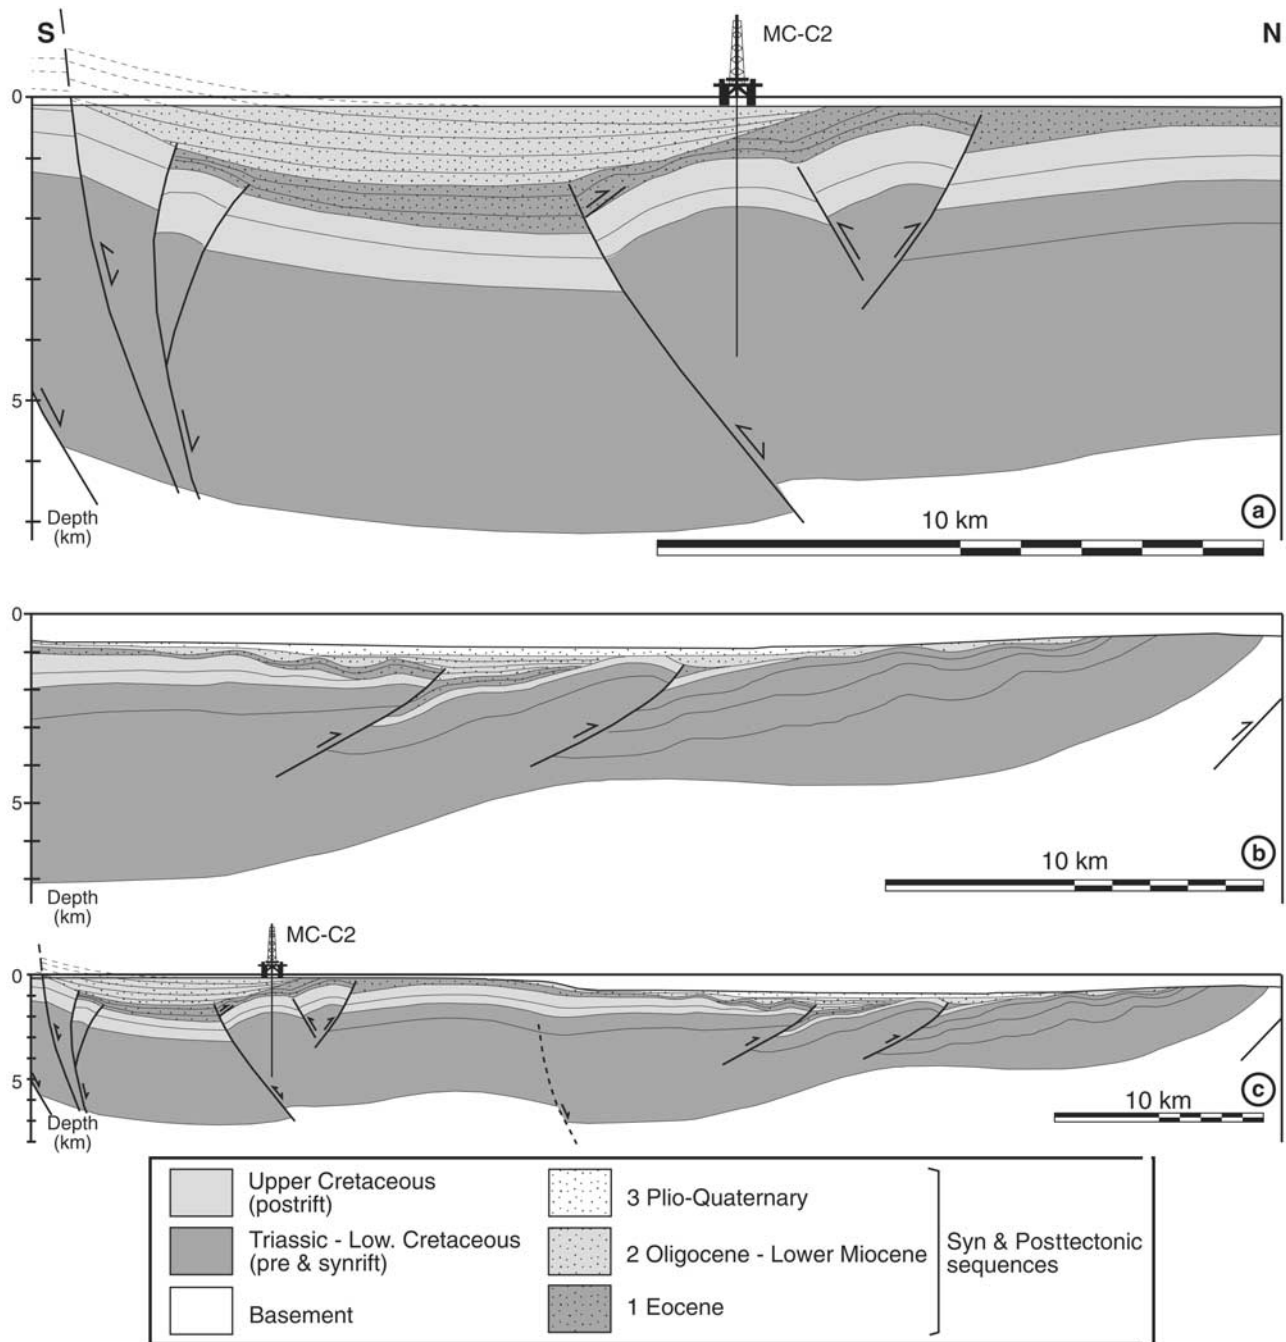 S
MC-C2
N
0
5
Depth
(km)
10 km
a
0
5
Depth
(km)
10 km
b
MC-C2
0
5
Depth
(km)
10 km
c
Upper Cretaceous
(postrift)
Triassic - Low. Cretaceous
(pre & synrift)
Basement
3 Plio-Quaternary
2 Oligocene - Lower Miocene
1 Eocene
Syn & Posttectonic
sequences